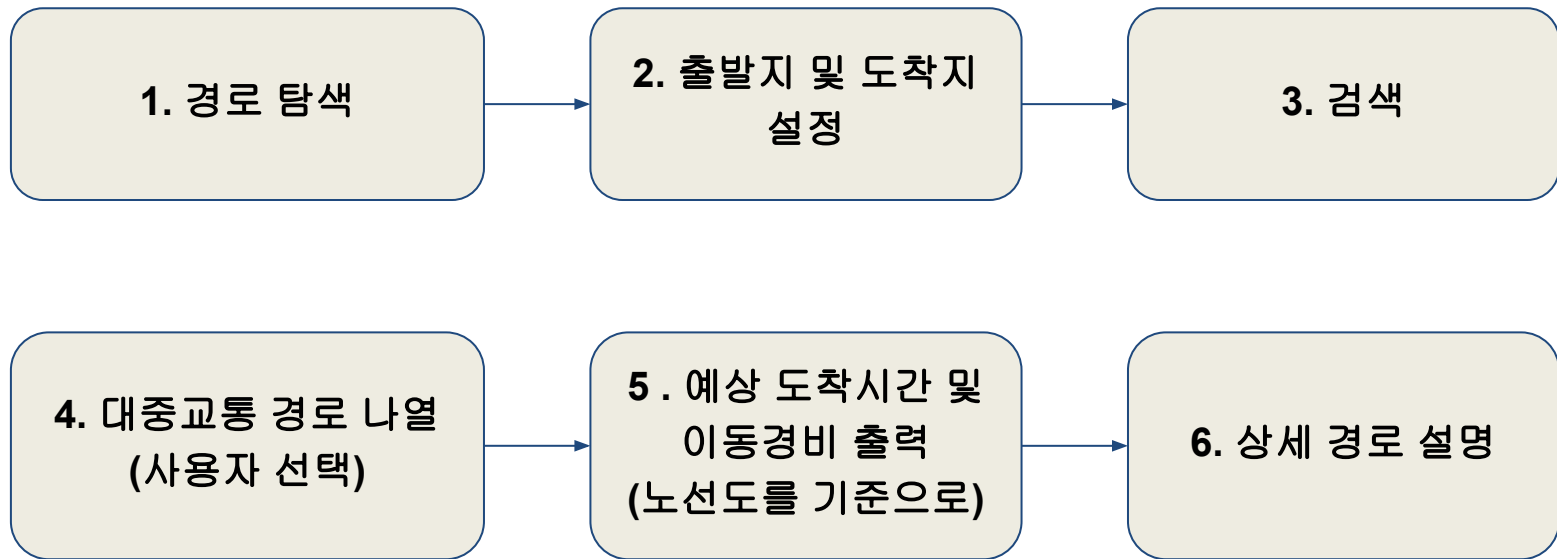 1. 경로 탐색
2. 출발지 및 도착지
설정
3. 검색
4. 대중교통 경로 나열
(사용자 선택)
5 . 예상 도착시간 및
이동경비 출력
(노선도를 기준으로)
6. 상세 경로 설명